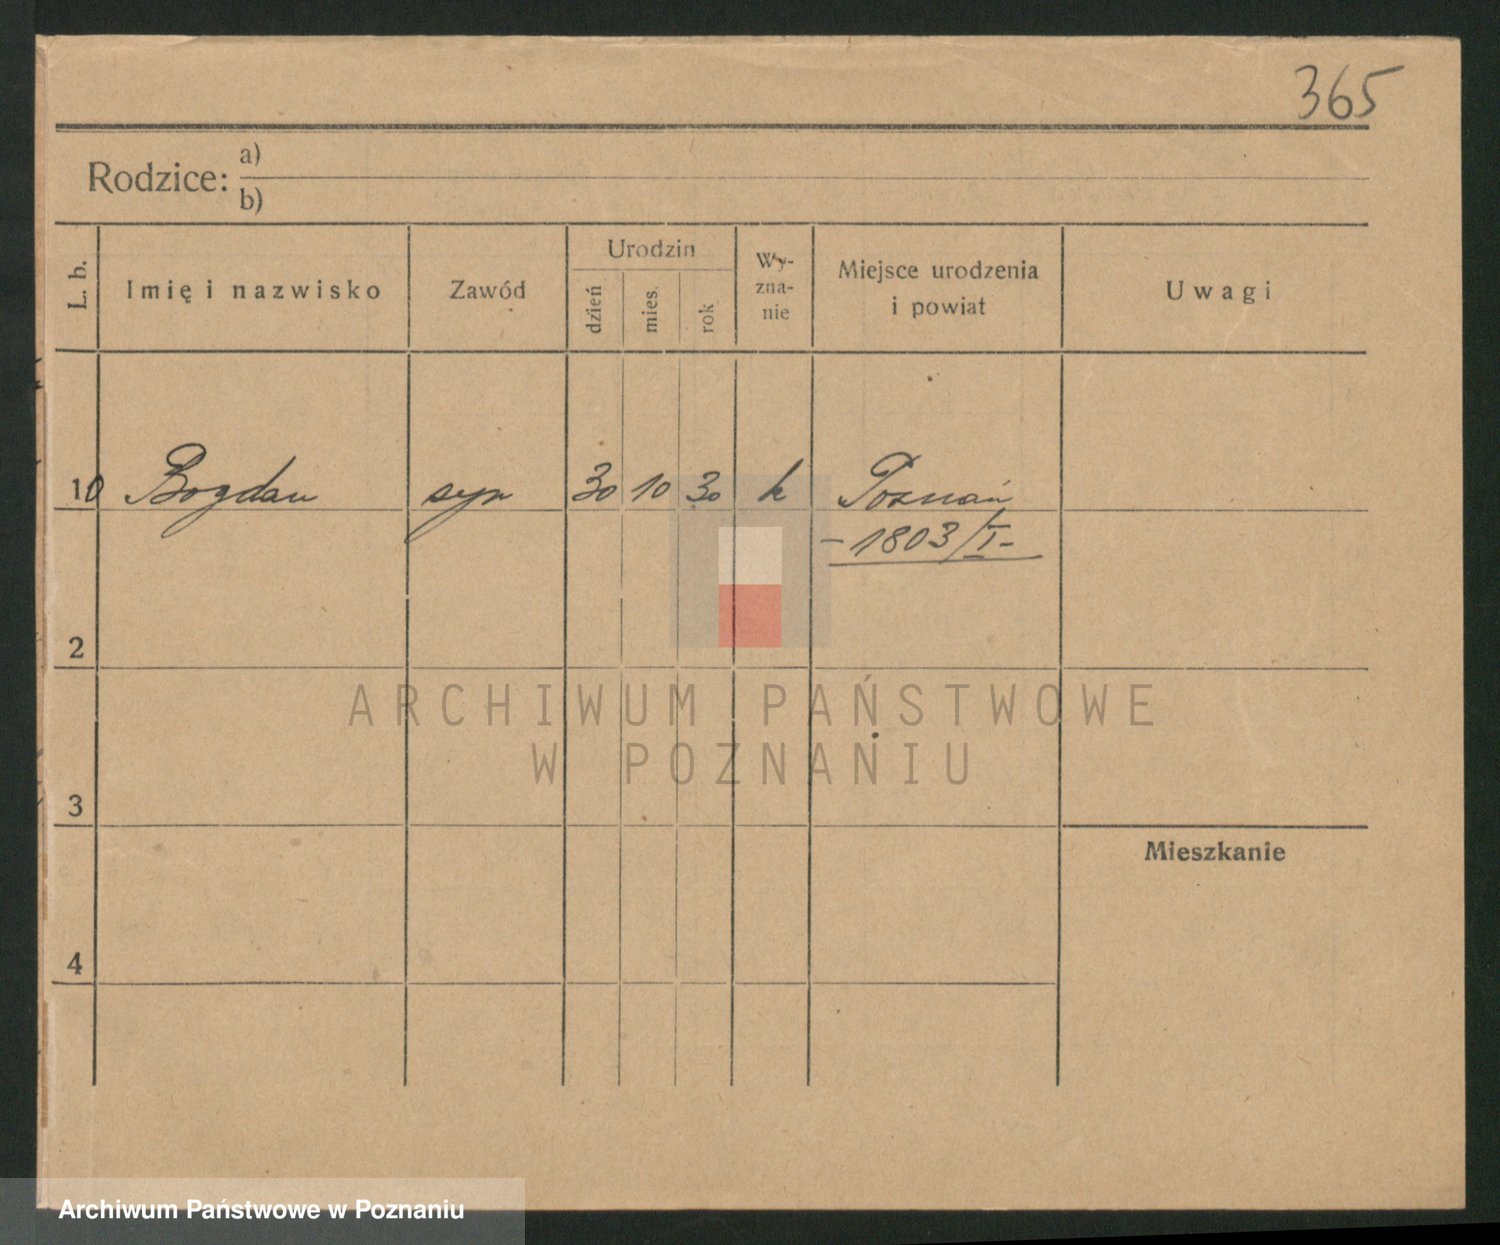 365
Rodzice: a)
b)
L. b.
Imię i nazwisko
Zawód
Urodzin
dzień
mies.
rok
Wy-
zna-
nie
Miejsce urodzenia
i powiat
Uwagi
10 Bogdan syn 30 10 30 k Poznań
- 1803/I -
2
3
4
Mieszkanie
ARCHIWUM PAŃSTWOWE
W POZNANIU
Archiwum Państwowe w Poznaniu